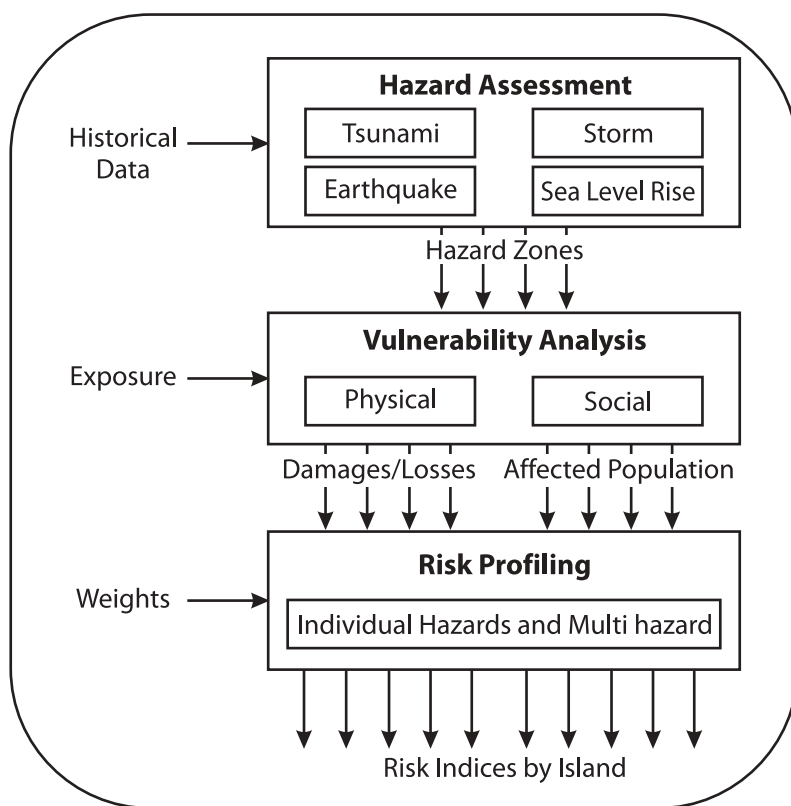 Hazard Assessment
Tsunami
Storm
Historical
Data
Earthquake
Sea Level Rise
Hazard Zones
Vulnerability Analysis
Exposure
Physical
Social
Damages/Losses
Affected Population
Risk Profiling
Weights
Individual Hazards and Multi hazard
Risk Indices by Island